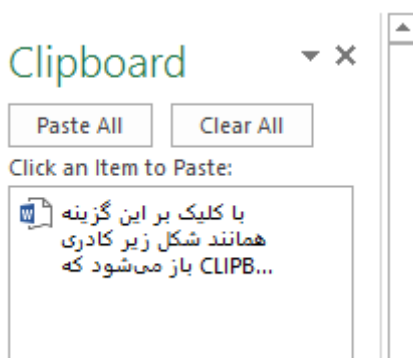 Clipboard
Paste All
Clear All
Click an Item to Paste:
با کلیک بر این گزینه
همانند شکل زیر کادری
باز می‌شود که CLIPB...